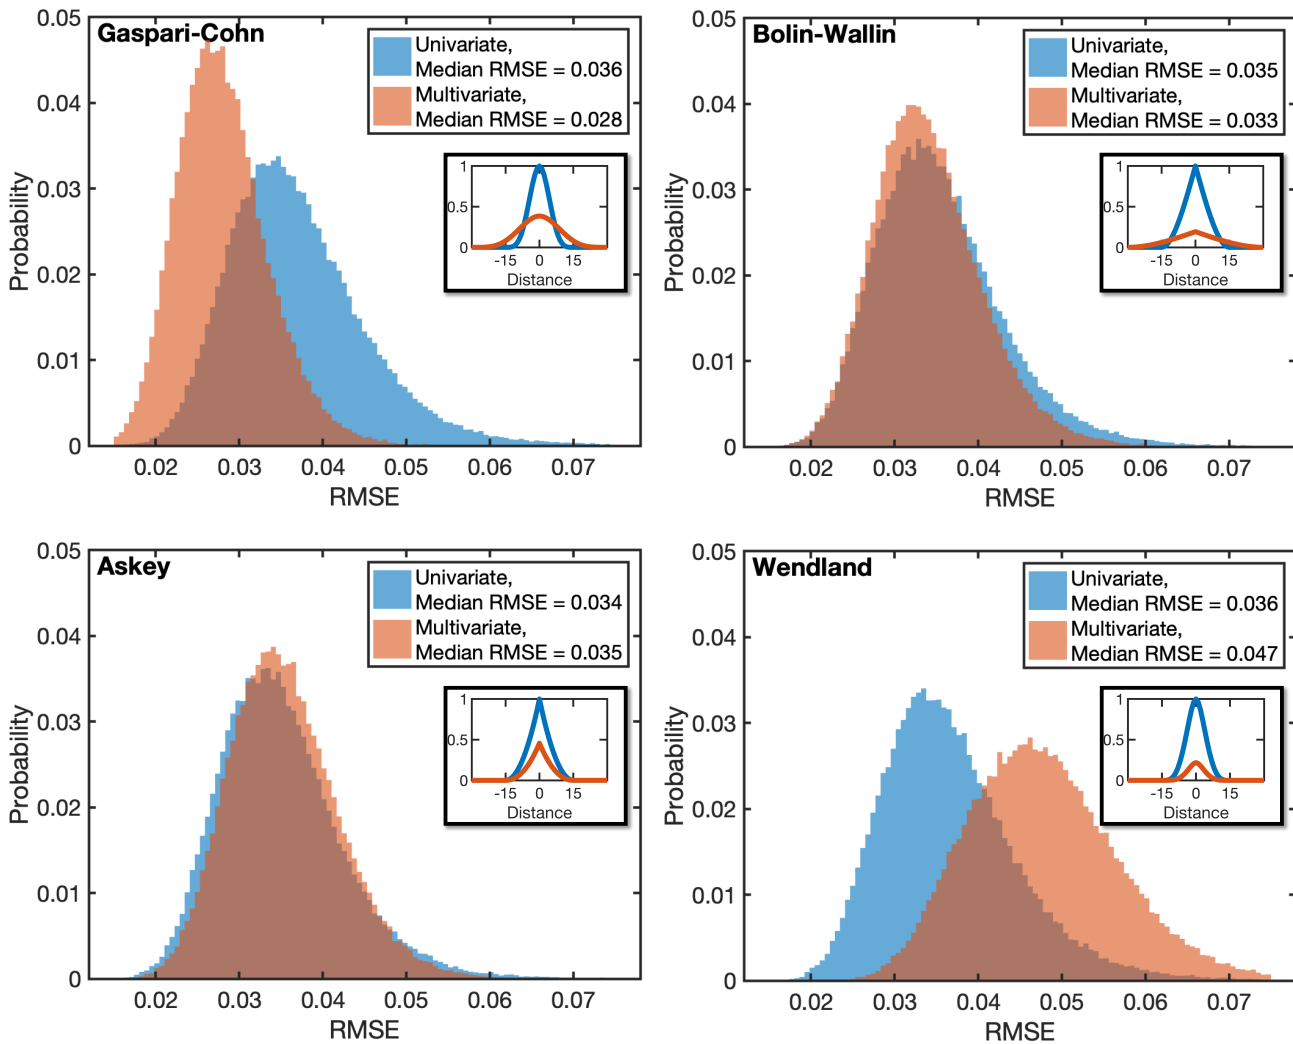 Gaspari-Cohn
Univariate,
Median RMSE = 0.036
Multivariate,
Median RMSE = 0.028
1
0.5
0
-15 0 15
Distance
Probability
0.05
0.04
0.03
0.02
0.01
0
0.02 0.03 0.04 0.05 0.06 0.07
RMSE
Bolin-Wallin
Univariate,
Median RMSE = 0.035
Multivariate,
Median RMSE = 0.033
1
0.5
0
-15 0 15
Distance
Probability
0.05
0.04
0.03
0.02
0.01
0
0.02 0.03 0.04 0.05 0.06 0.07
RMSE
Askey
Univariate,
Median RMSE = 0.034
Multivariate,
Median RMSE = 0.035
1
0.5
0
-15 0 15
Distance
Probability
0.05
0.04
0.03
0.02
0.01
0
0.02 0.03 0.04 0.05 0.06 0.07
RMSE
Wendland
Univariate,
Median RMSE = 0.036
Multivariate,
Median RMSE = 0.047
1
0.5
0
-15 0 15
Distance
Probability
0.05
0.04
0.03
0.02
0.01
0
0.02 0.03 0.04 0.05 0.06 0.07
RMSE